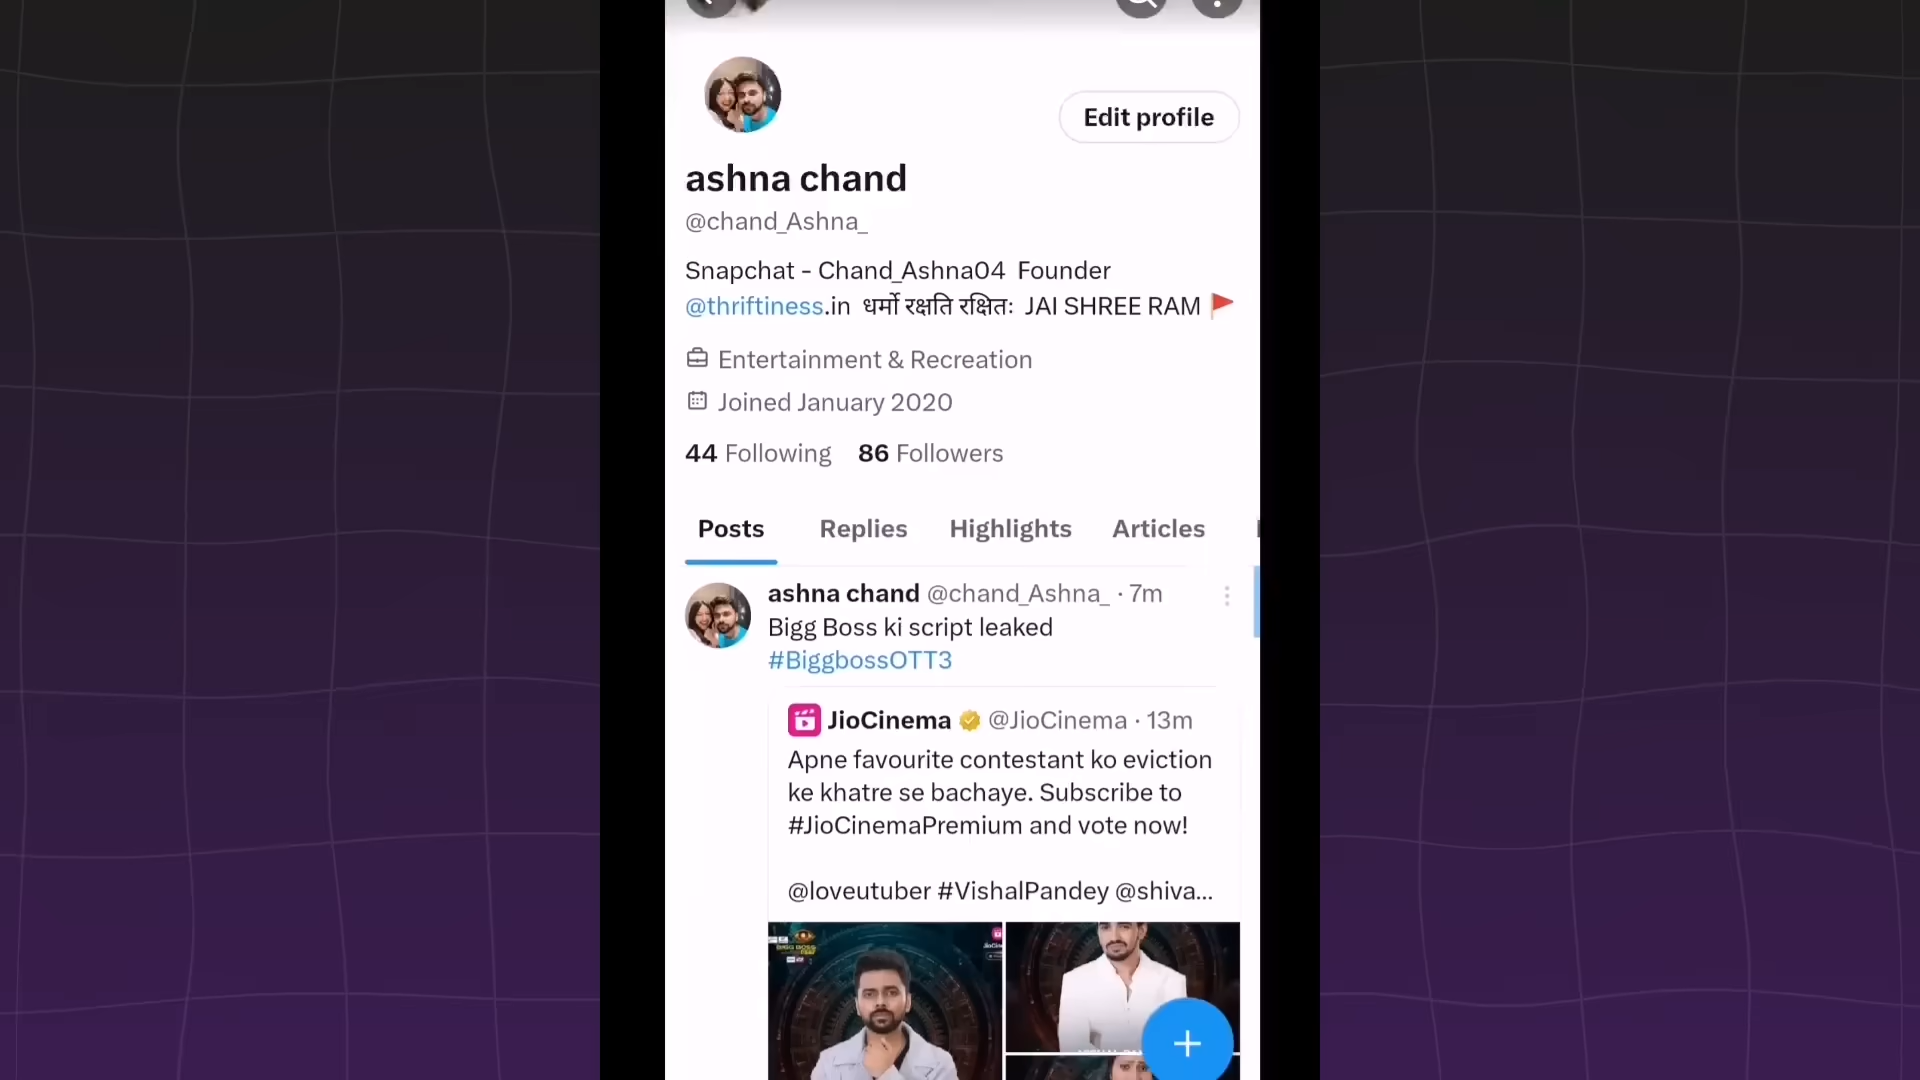 Edit profile
ashna chand
@chand_Ashna_
Snapchat - Chand_Ashna04 Founder
@thriftiness.in धर्मो रक्षति रक्षितः JAI SHREE RAM
Entertainment & Recreation
Joined January 2020
44 Following 86 Followers
Posts Replies Highlights Articles
ashna chand @chand_Ashna_ · 7m
Bigg Boss ki script leaked
#BiggbossOTT3
JioCinema @JioCinema · 13m
Apne favourite contestant ko eviction
ke khatre se bachaye. Subscribe to
#JioCinemaPremium and vote now!
@loveutuber #VishalPandey @shiva...
BIGG BOSS